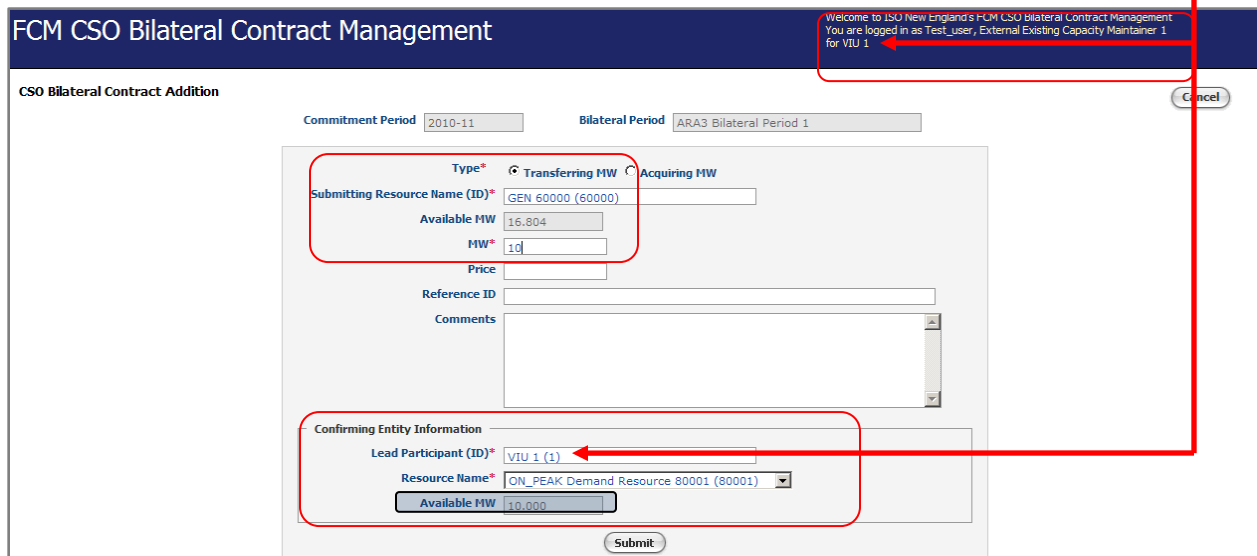 FCM CSO Bilateral Contract Management
Welcome to ISO New England's FCM CSO Bilateral Contract Management
You are logged in as Test_user, External Existing Capacity Maintainer 1
for VIU 1
CSO Bilateral Contract Addition
Cancel
Commitment Period 2010-11 Bilateral Period ARA3 Bilateral Period 1
Type* Transferring MW Acquiring MW
Submitting Resource Name (ID)* GEN 60000 (60000)
Available MW 16.804
MW* 10
Price
Reference ID
Comments
Confirming Entity Information
Lead Participant (ID)* VIU 1 (1)
Resource Name* ON_PEAK Demand Resource 80001 (80001)
Available MW 10.000
Submit